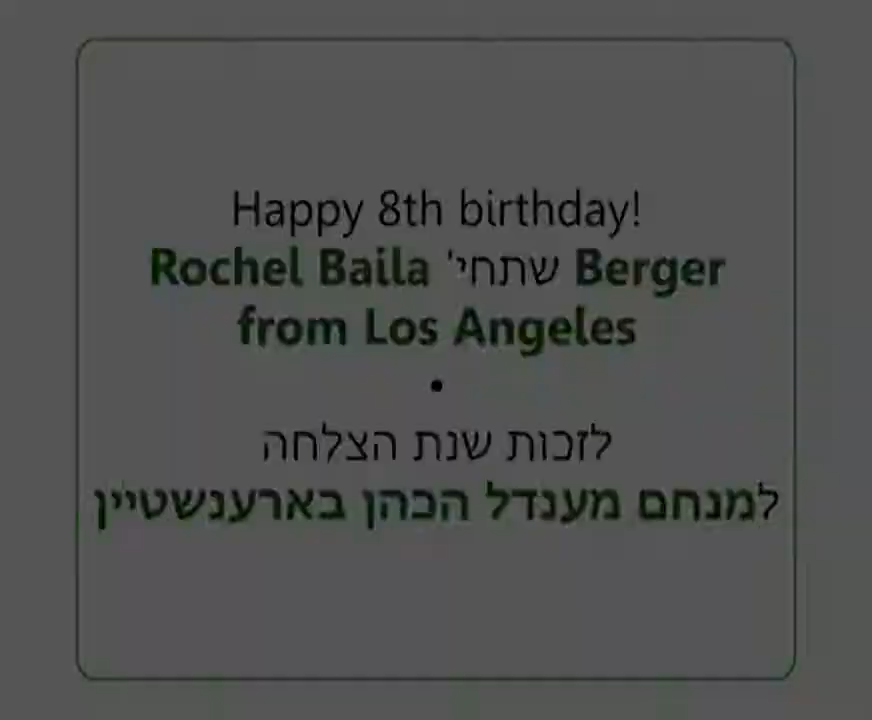 Happy 8th birthday!
Rochel Baila שתחי' Berger
from Los Angeles
•
לזכות שנת הצלחה
למנחם מענדל הכהן בארענשטיין